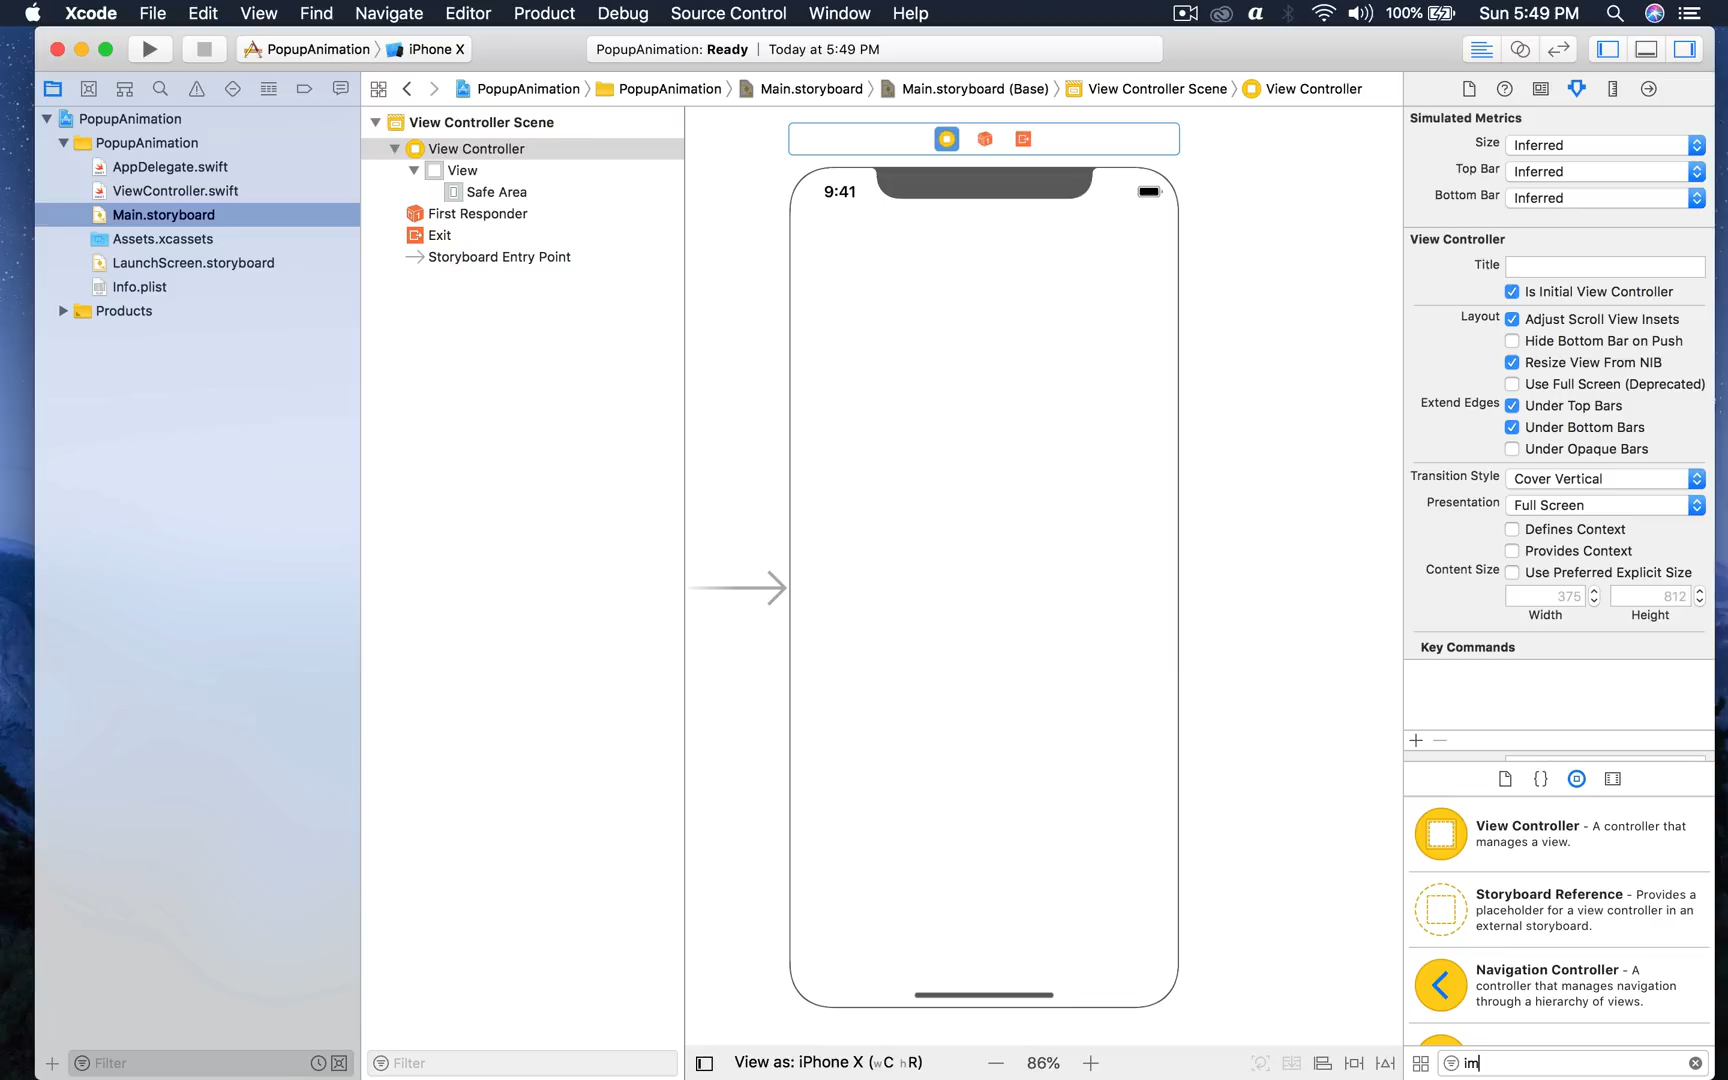 Xcode File Edit View Find Navigate Editor Product Debug Source Control Window Help 100% Sun 5:49 PM
PopupAnimation iPhone X PopupAnimation: Ready | Today at 5:49 PM
PopupAnimation PopupAnimation Main.storyboard Main.storyboard (Base) View Controller Scene View Controller
PopupAnimation
PopupAnimation
AppDelegate.swift
ViewController.swift
Main.storyboard
Assets.xcassets
LaunchScreen.storyboard
Info.plist
Products
Filter
View Controller Scene
View Controller
View
Safe Area
First Responder
Exit
Storyboard Entry Point
Filter
9:41
View as: iPhone X (wC hR)
86%
Simulated Metrics
Size Inferred
Top Bar Inferred
Bottom Bar Inferred
View Controller
Title
Is Initial View Controller
Layout Adjust Scroll View Insets
Hide Bottom Bar on Push
Resize View From NIB
Use Full Screen (Deprecated)
Extend Edges Under Top Bars
Under Bottom Bars
Under Opaque Bars
Transition Style Cover Vertical
Presentation Full Screen
Defines Context
Provides Context
Content Size Use Preferred Explicit Size
375 812
Width Height
Key Commands
View Controller - A controller that
manages a view.
Storyboard Reference - Provides a
placeholder for a view controller in an
external storyboard.
Navigation Controller - A
controller that manages navigation
through a hierarchy of views.
im